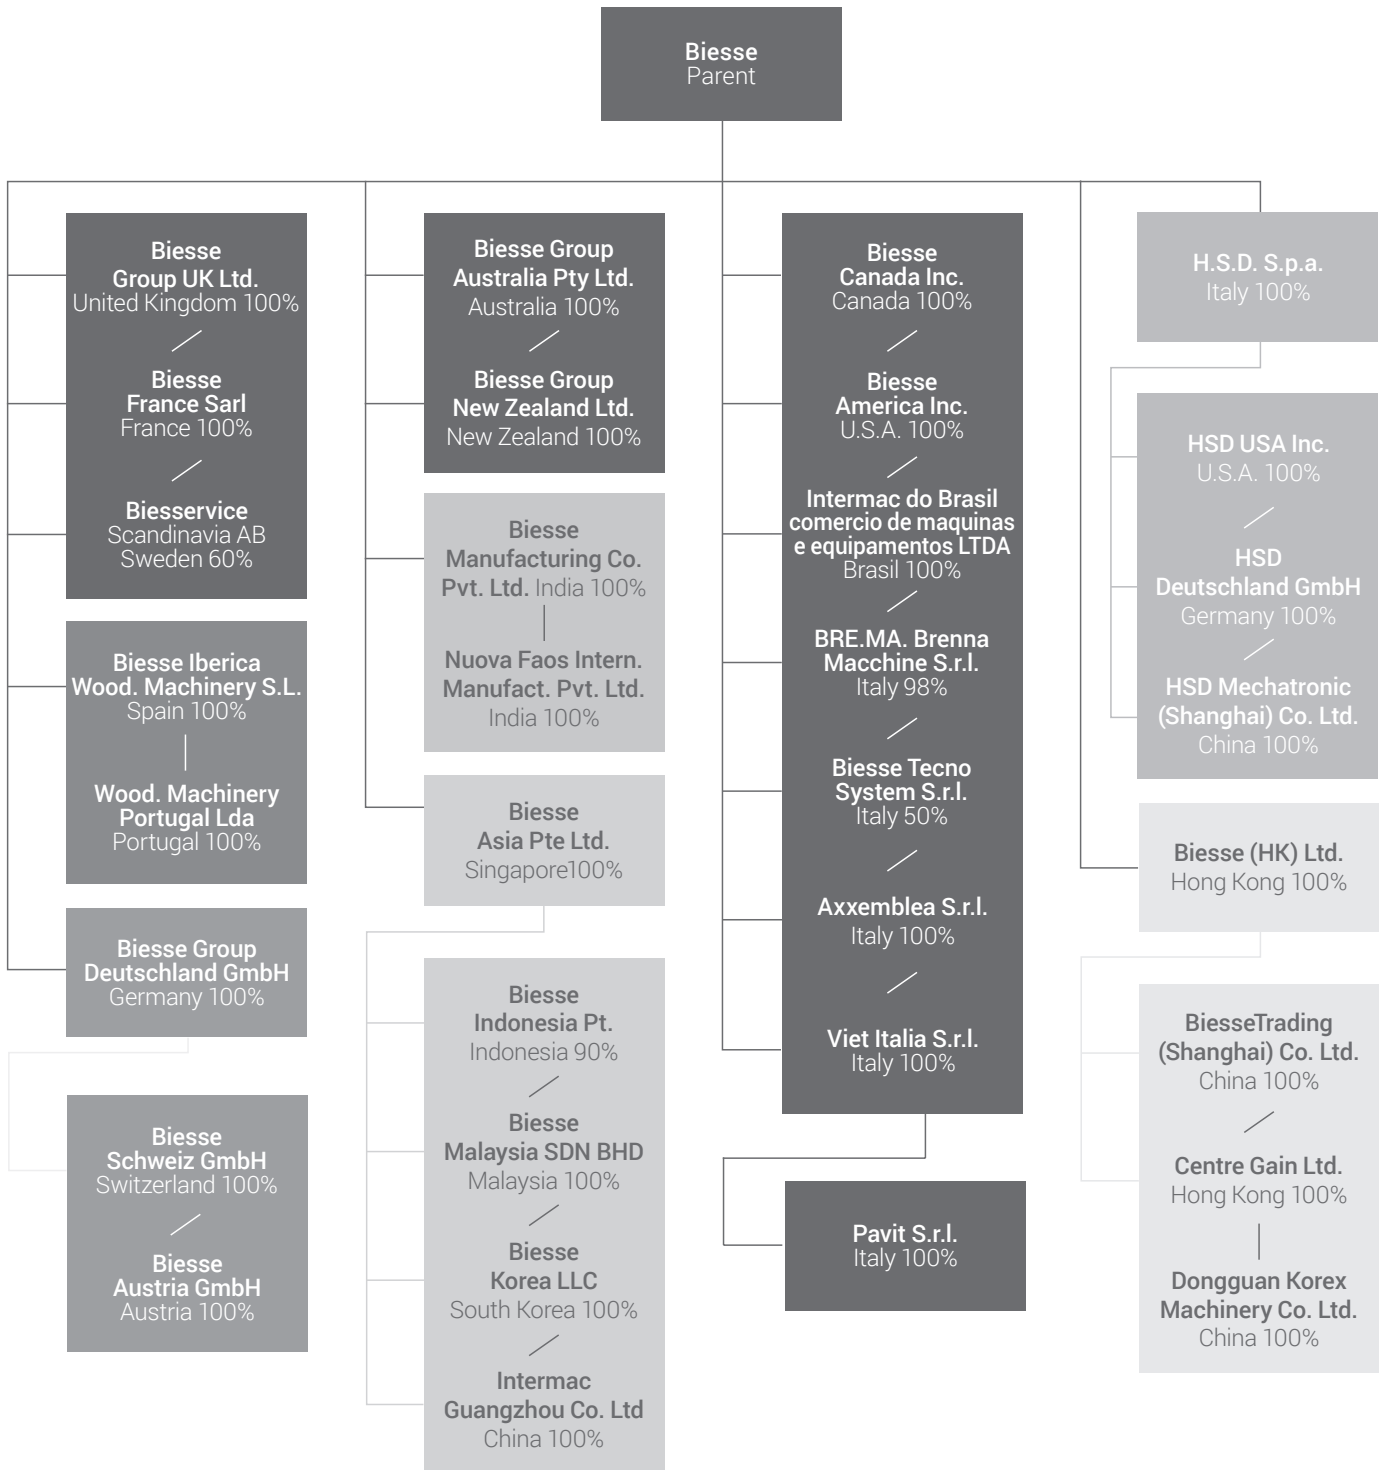 Biesse
Parent
Biesse
Group UK Ltd.
United Kingdom 100%
Biesse
France Sarl
France 100%
Biesservice
Scandinavia AB
Sweden 60%
Biesse Iberica
Wood. Machinery S.L.
Spain 100%
Wood. Machinery
Portugal Lda
Portugal 100%
Biesse Group
Deutschland GmbH
Germany 100%
Biesse
Schweiz GmbH
Switzerland 100%
Biesse
Austria GmbH
Austria 100%
Biesse Group
Australia Pty Ltd.
Australia 100%
Biesse Group
New Zealand Ltd.
New Zealand 100%
Biesse
Manufacturing Co.
Pvt. Ltd. India 100%
Nuova Faos Intern.
Manufact. Pvt. Ltd.
India 100%
Biesse
Asia Pte Ltd.
Singapore100%
Biesse
Indonesia Pt.
Indonesia 90%
Biesse
Malaysia SDN BHD
Malaysia 100%
Biesse
Korea LLC
South Korea 100%
Intermac
Guangzhou Co. Ltd
China 100%
Biesse
Canada Inc.
Canada 100%
Biesse
America Inc.
U.S.A. 100%
Intermac do Brasil
comercio de maquinas
e equipamentos LTDA
Brasil 100%
BRE.MA. Brenna
Macchine S.r.l.
Italy 98%
Biesse Tecno
System S.r.l.
Italy 50%
Axxemblea S.r.l.
Italy 100%
Viet Italia S.r.l.
Italy 100%
Pavit S.r.l.
Italy 100%
H.S.D. S.p.a.
Italy 100%
HSD USA Inc.
U.S.A. 100%
HSD
Deutschland GmbH
Germany 100%
HSD Mechatronic
(Shanghai) Co. Ltd.
China 100%
Biesse (HK) Ltd.
Hong Kong 100%
BiesseTrading
(Shanghai) Co. Ltd.
China 100%
Centre Gain Ltd.
Hong Kong 100%
Dongguan Korex
Machinery Co. Ltd.
China 100%